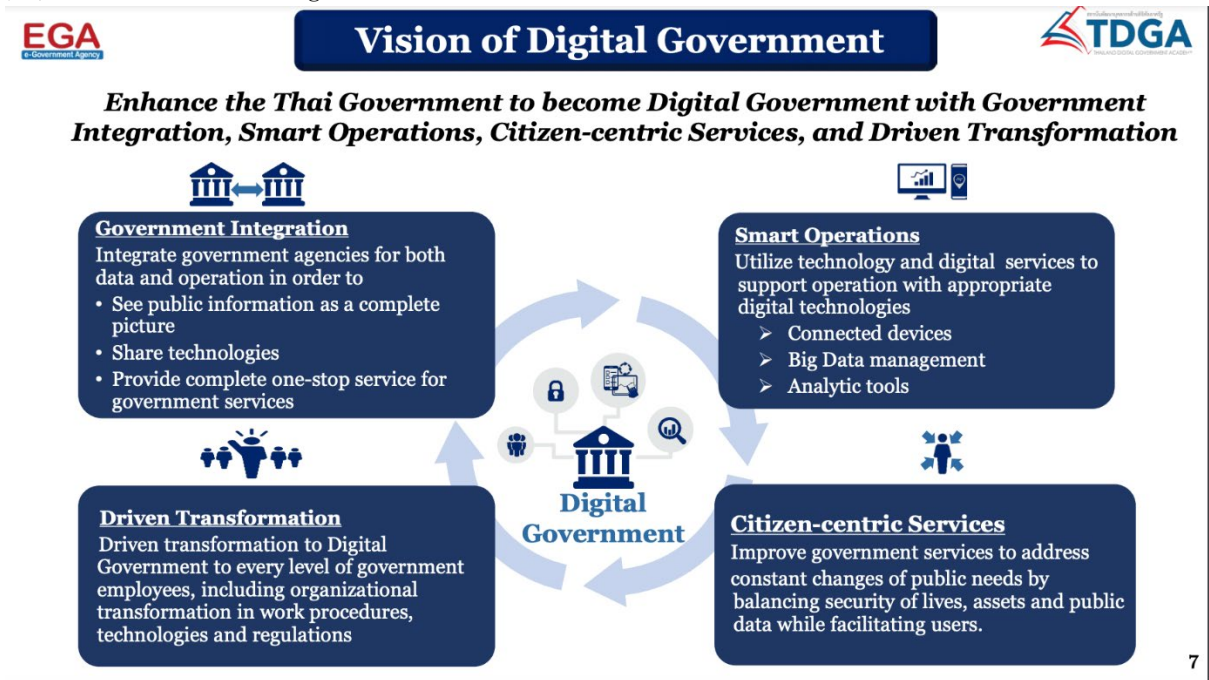 EGA
e-Government Agency
Vision of Digital Government
TDGA
THAILAND DIGITAL GOVERNMENT ACADEMY
Enhance the Thai Government to become Digital Government with Government
Integration, Smart Operations, Citizen-centric Services, and Driven Transformation
Government Integration
Integrate government agencies for both
data and operation in order to
• See public information as a complete
picture
• Share technologies
• Provide complete one-stop service for
government services
Smart Operations
Utilize technology and digital services to
support operation with appropriate
digital technologies
➢ Connected devices
➢ Big Data management
➢ Analytic tools
Digital
Government
Driven Transformation
Driven transformation to Digital
Government to every level of government
employees, including organizational
transformation in work procedures,
technologies and regulations
Citizen-centric Services
Improve government services to address
constant changes of public needs by
balancing security of lives, assets and public
data while facilitating users.
7